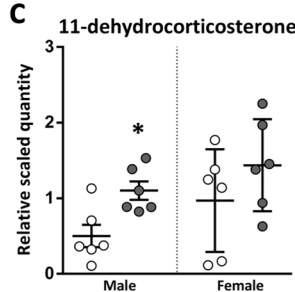 C
11-dehydrocorticosterone
Relative scaled quantity
3
2
*
1
0
Male
Female